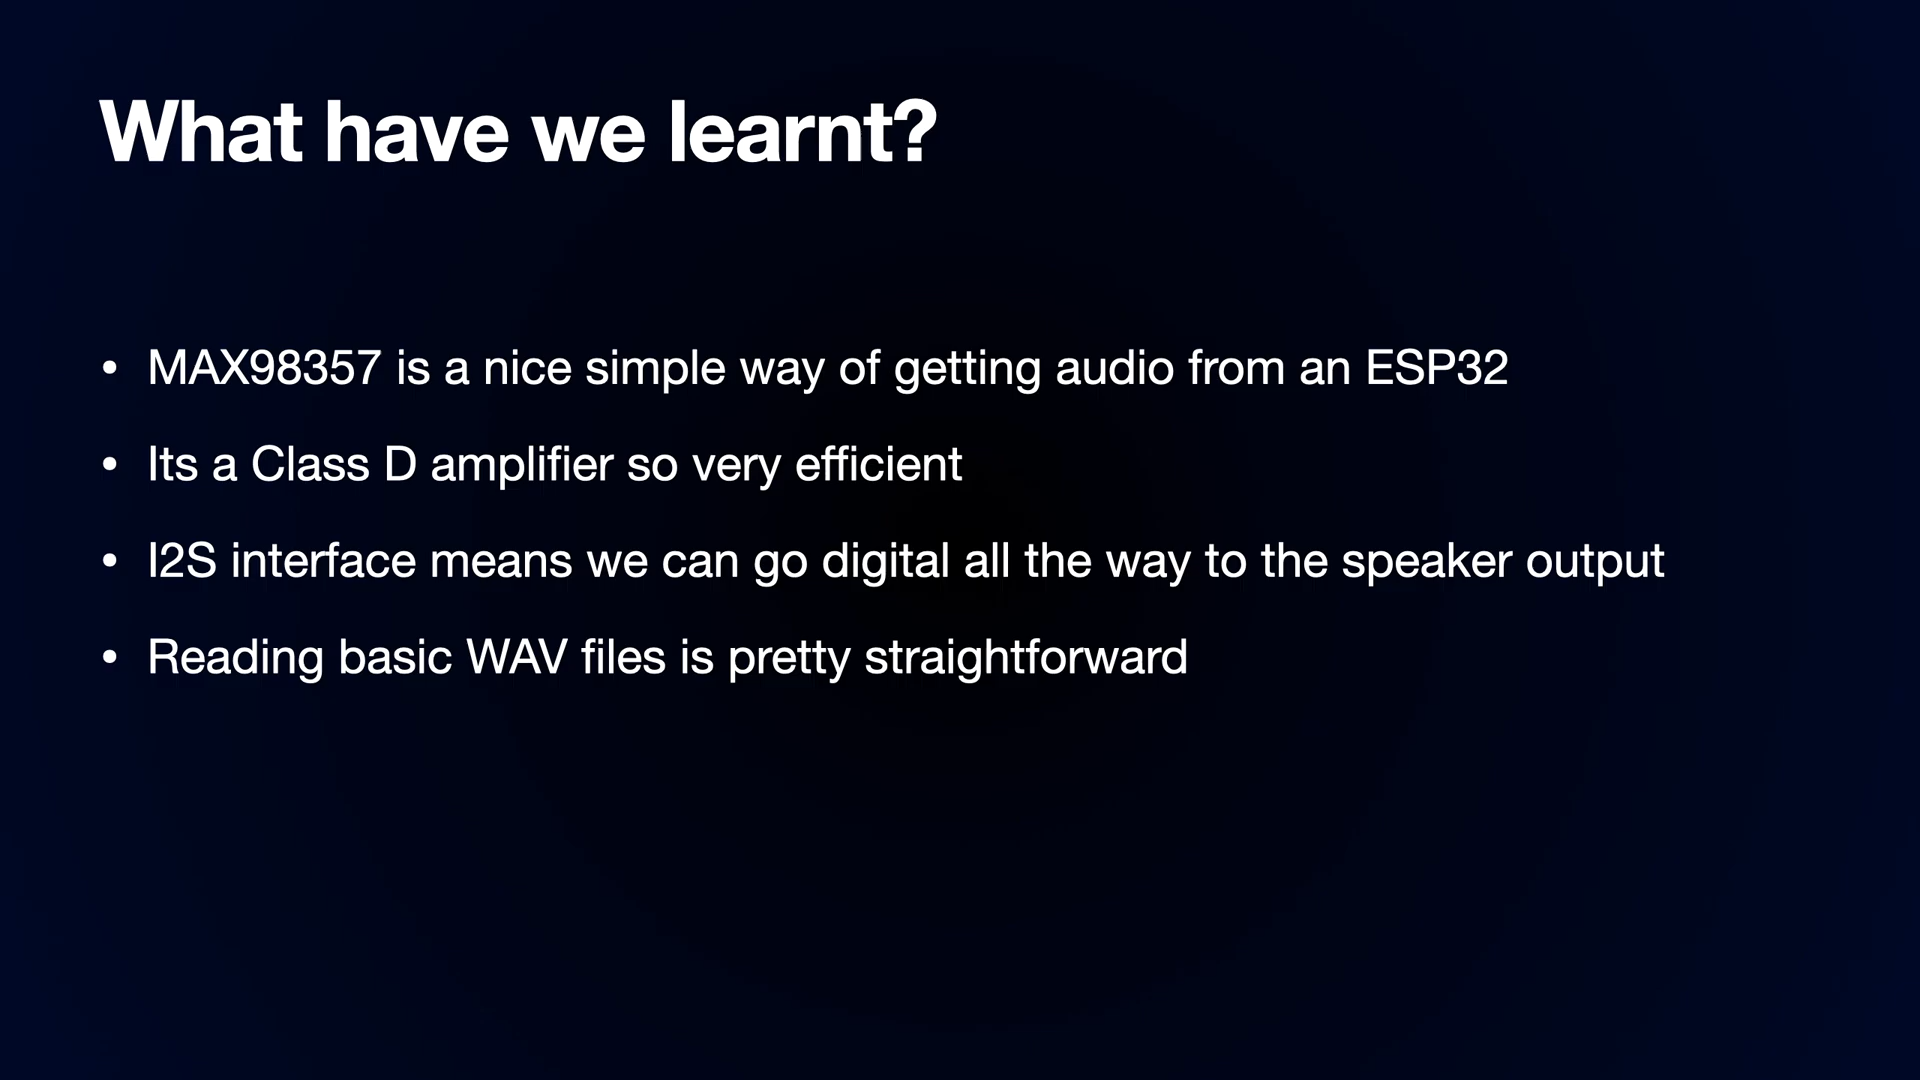 What have we learnt?
• MAX98357 is a nice simple way of getting audio from an ESP32
• Its a Class D amplifier so very efficient
• I2S interface means we can go digital all the way to the speaker output
• Reading basic WAV files is pretty straightforward